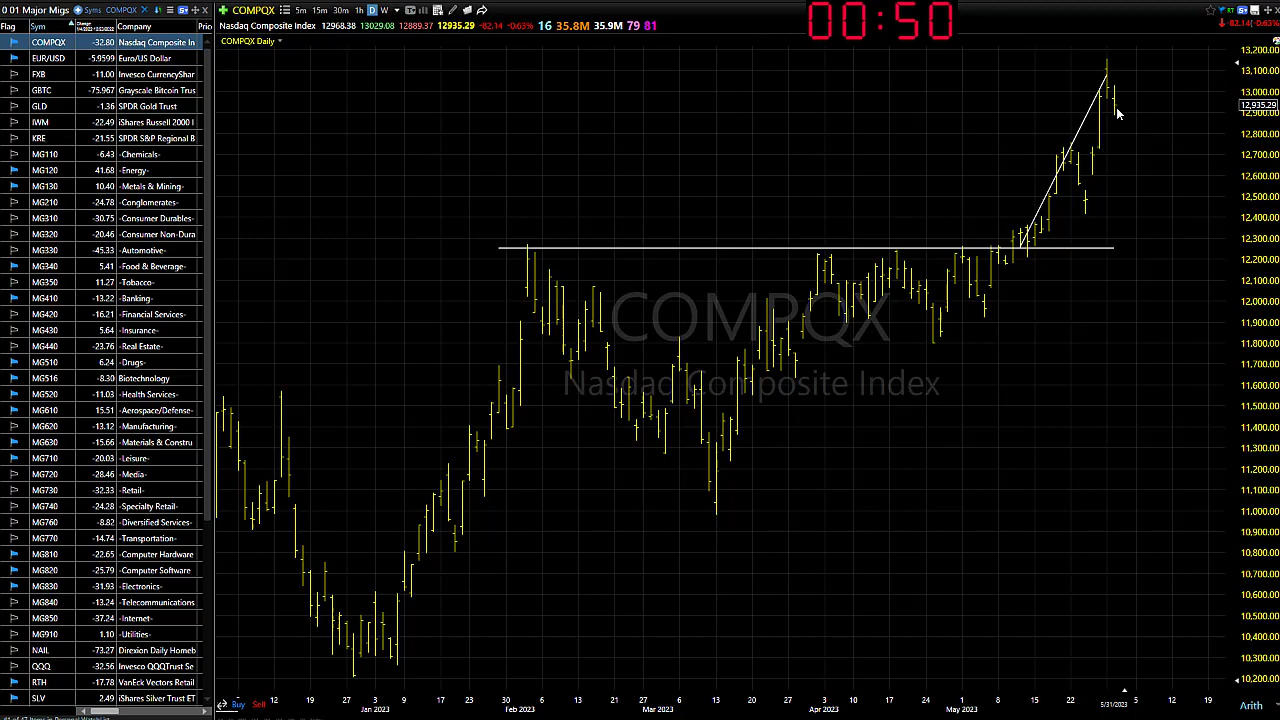 0 01 Major Migs Syms COMPQX
Flag Sym Change Company Prio
COMPQX -32.80 Nasdaq Composite In
EUR/USD -5.9599 Euro/US Dollar
FXB -11.00 Invesco CurrencyShar
GBTC -75.967 Grayscale Bitcoin Trus
GLD -1.36 SPDR Gold Trust
IWM -22.49 iShares Russell 2000 I
KRE -21.55 SPDR S&P Regional B
MG110 -6.43 -Chemicals-
MG120 41.68 -Energy-
MG130 10.40 -Metals & Mining-
MG210 -24.78 -Conglomerates-
MG310 -30.75 -Consumer Durables-
MG320 -20.46 -Consumer Non-Dura
MG330 -45.33 -Automotive-
MG340 5.41 -Food & Beverage-
MG350 11.27 -Tobacco-
MG410 -13.22 -Banking-
MG420 -16.21 -Financial Services-
MG430 5.64 -Insurance-
MG440 -23.76 -Real Estate-
MG510 6.24 -Drugs-
MG516 -8.30 Biotechnology
MG520 -11.03 -Health Services-
MG610 15.51 -Aerospace/Defense-
MG620 -13.12 -Manufacturing-
MG630 -15.66 -Materials & Constru
MG710 -20.03 -Leisure-
MG720 -28.46 -Media-
MG730 -32.33 -Retail-
MG740 -24.28 -Specialty Retail-
MG760 -8.82 -Diversified Services-
MG770 -14.74 -Transportation-
MG810 -22.65 -Computer Hardware
MG820 -25.79 -Computer Software
MG830 -31.93 -Electronics-
MG840 -13.24 -Telecommunications
MG850 -37.24 -Internet-
MG910 1.10 -Utilities-
NAIL -73.27 Direxion Daily Homeb
QQQ -32.56 Invesco QQQTrust Se
RTH -17.78 VanEck Vectors Retail
SLV 2.49 iShares Silver Trust ET
COMPQX 5m 15m 30m 1h D W M
00:50
RT
Nasdaq Composite Index 12968.38 13029.08 12889.37 12935.29 -82.14 -0.63% 16 35.8M 35.9M 79 81
-82.14 -0.63%
COMPQX Daily
COMPQX
Nasdaq Composite Index
13,200.00
13,100.00
13,000.00
12,935.29
12,900.00
12,800.00
12,700.00
12,600.00
12,500.00
12,400.00
12,300.00
12,200.00
12,100.00
12,000.00
11,900.00
11,800.00
11,700.00
11,600.00
11,500.00
11,400.00
11,300.00
11,200.00
11,100.00
11,000.00
10,900.00
10,800.00
10,700.00
10,600.00
10,500.00
10,400.00
10,300.00
10,200.00
5 12 19 27 Jan 2023 9 17 23 30 Feb 2023 6 13 21 27 Mar 2023 6 13 20 27 Apr 2023 3 10 17 24 May 2023 1 8 15 22 5/31/2023 5 12 19
Buy Sell
Arith